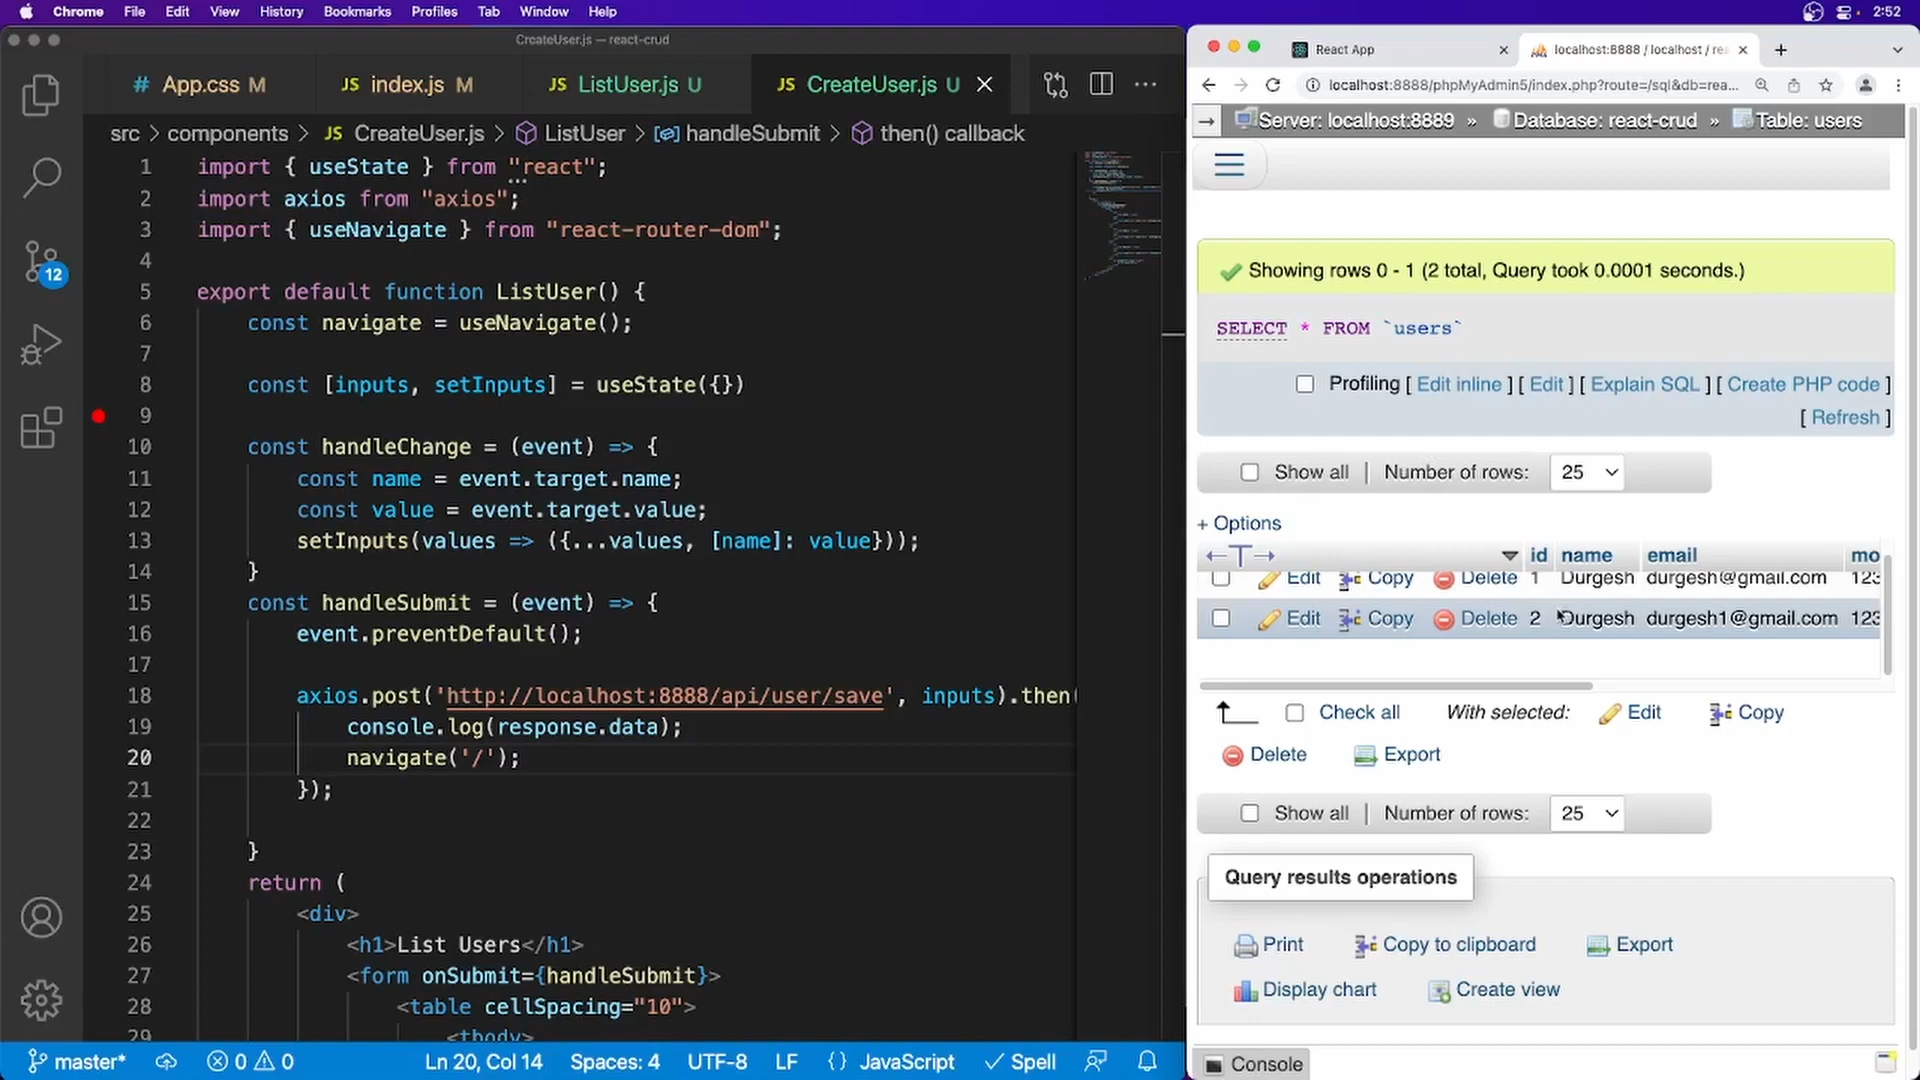 Chrome File Edit View History Bookmarks Profiles Tab Window Help 2:52
CreateUser.js — react-crud
# App.css M JS index.js M JS ListUser.js U JS CreateUser.js U
src > components > JS CreateUser.js > ListUser > handleSubmit > then() callback
1 import { useState } from "react";
2 import axios from "axios";
3 import { useNavigate } from "react-router-dom";
4
5 export default function ListUser() {
6 const navigate = useNavigate();
7
8 const [inputs, setInputs] = useState({})
9
10 const handleChange = (event) => {
11 const name = event.target.name;
12 const value = event.target.value;
13 setInputs(values => ({...values, [name]: value}));
14 }
15 const handleSubmit = (event) => {
16 event.preventDefault();
17
18 axios.post('http://localhost:8888/api/user/save', inputs).then(
19 console.log(response.data);
20 navigate('/');
21 });
22
23 }
24 return (
25 <div>
26 <h1>List Users</h1>
27 <form onSubmit={handleSubmit}>
28 <table cellSpacing="10">
29 <tbody>
12
master* 0 0 Ln 20, Col 14 Spaces: 4 UTF-8 LF {} JavaScript Spell
React App localhost:8888 / localhost / rea
localhost:8888/phpMyAdmin5/index.php?route=/sql&db=rea...
Server: localhost:8889 » Database: react-crud » Table: users
Showing rows 0 - 1 (2 total, Query took 0.0001 seconds.)
SELECT * FROM `users`
Profiling [ Edit inline ] [ Edit ] [ Explain SQL ] [ Create PHP code ]
[ Refresh ]
Show all | Number of rows: 25
+ Options
←T→ id name email mo
Edit Copy Delete 1 Durgesh durgesh@gmail.com 123
Edit Copy Delete 2 Durgesh durgesh1@gmail.com 123
Check all With selected: Edit Copy
Delete Export
Show all | Number of rows: 25
Query results operations
Print Copy to clipboard Export
Display chart Create view
Console